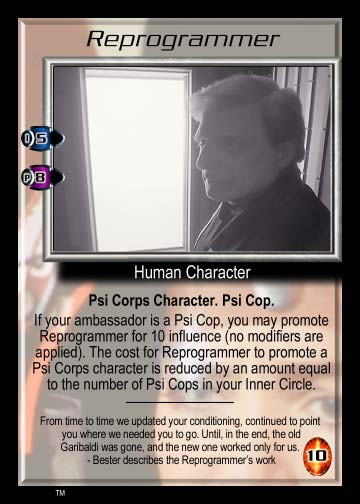 Reprogrammer
I 5
P 8
Human Character
Psi Corps Character. Psi Cop.
If your ambassador is a Psi Cop, you may promote
Reprogrammer for 10 influence (no modifiers are
applied). The cost for Reprogrammer to promote a
Psi Corps character is reduced by an amount equal
to the number of Psi Cops in your Inner Circle.
From time to time we updated your conditioning, continued to point
you where we needed you to go. Until, in the end, the old
Garibaldi was gone, and the new one worked only for us.
- Bester describes the Reprogrammer's work
10
TM